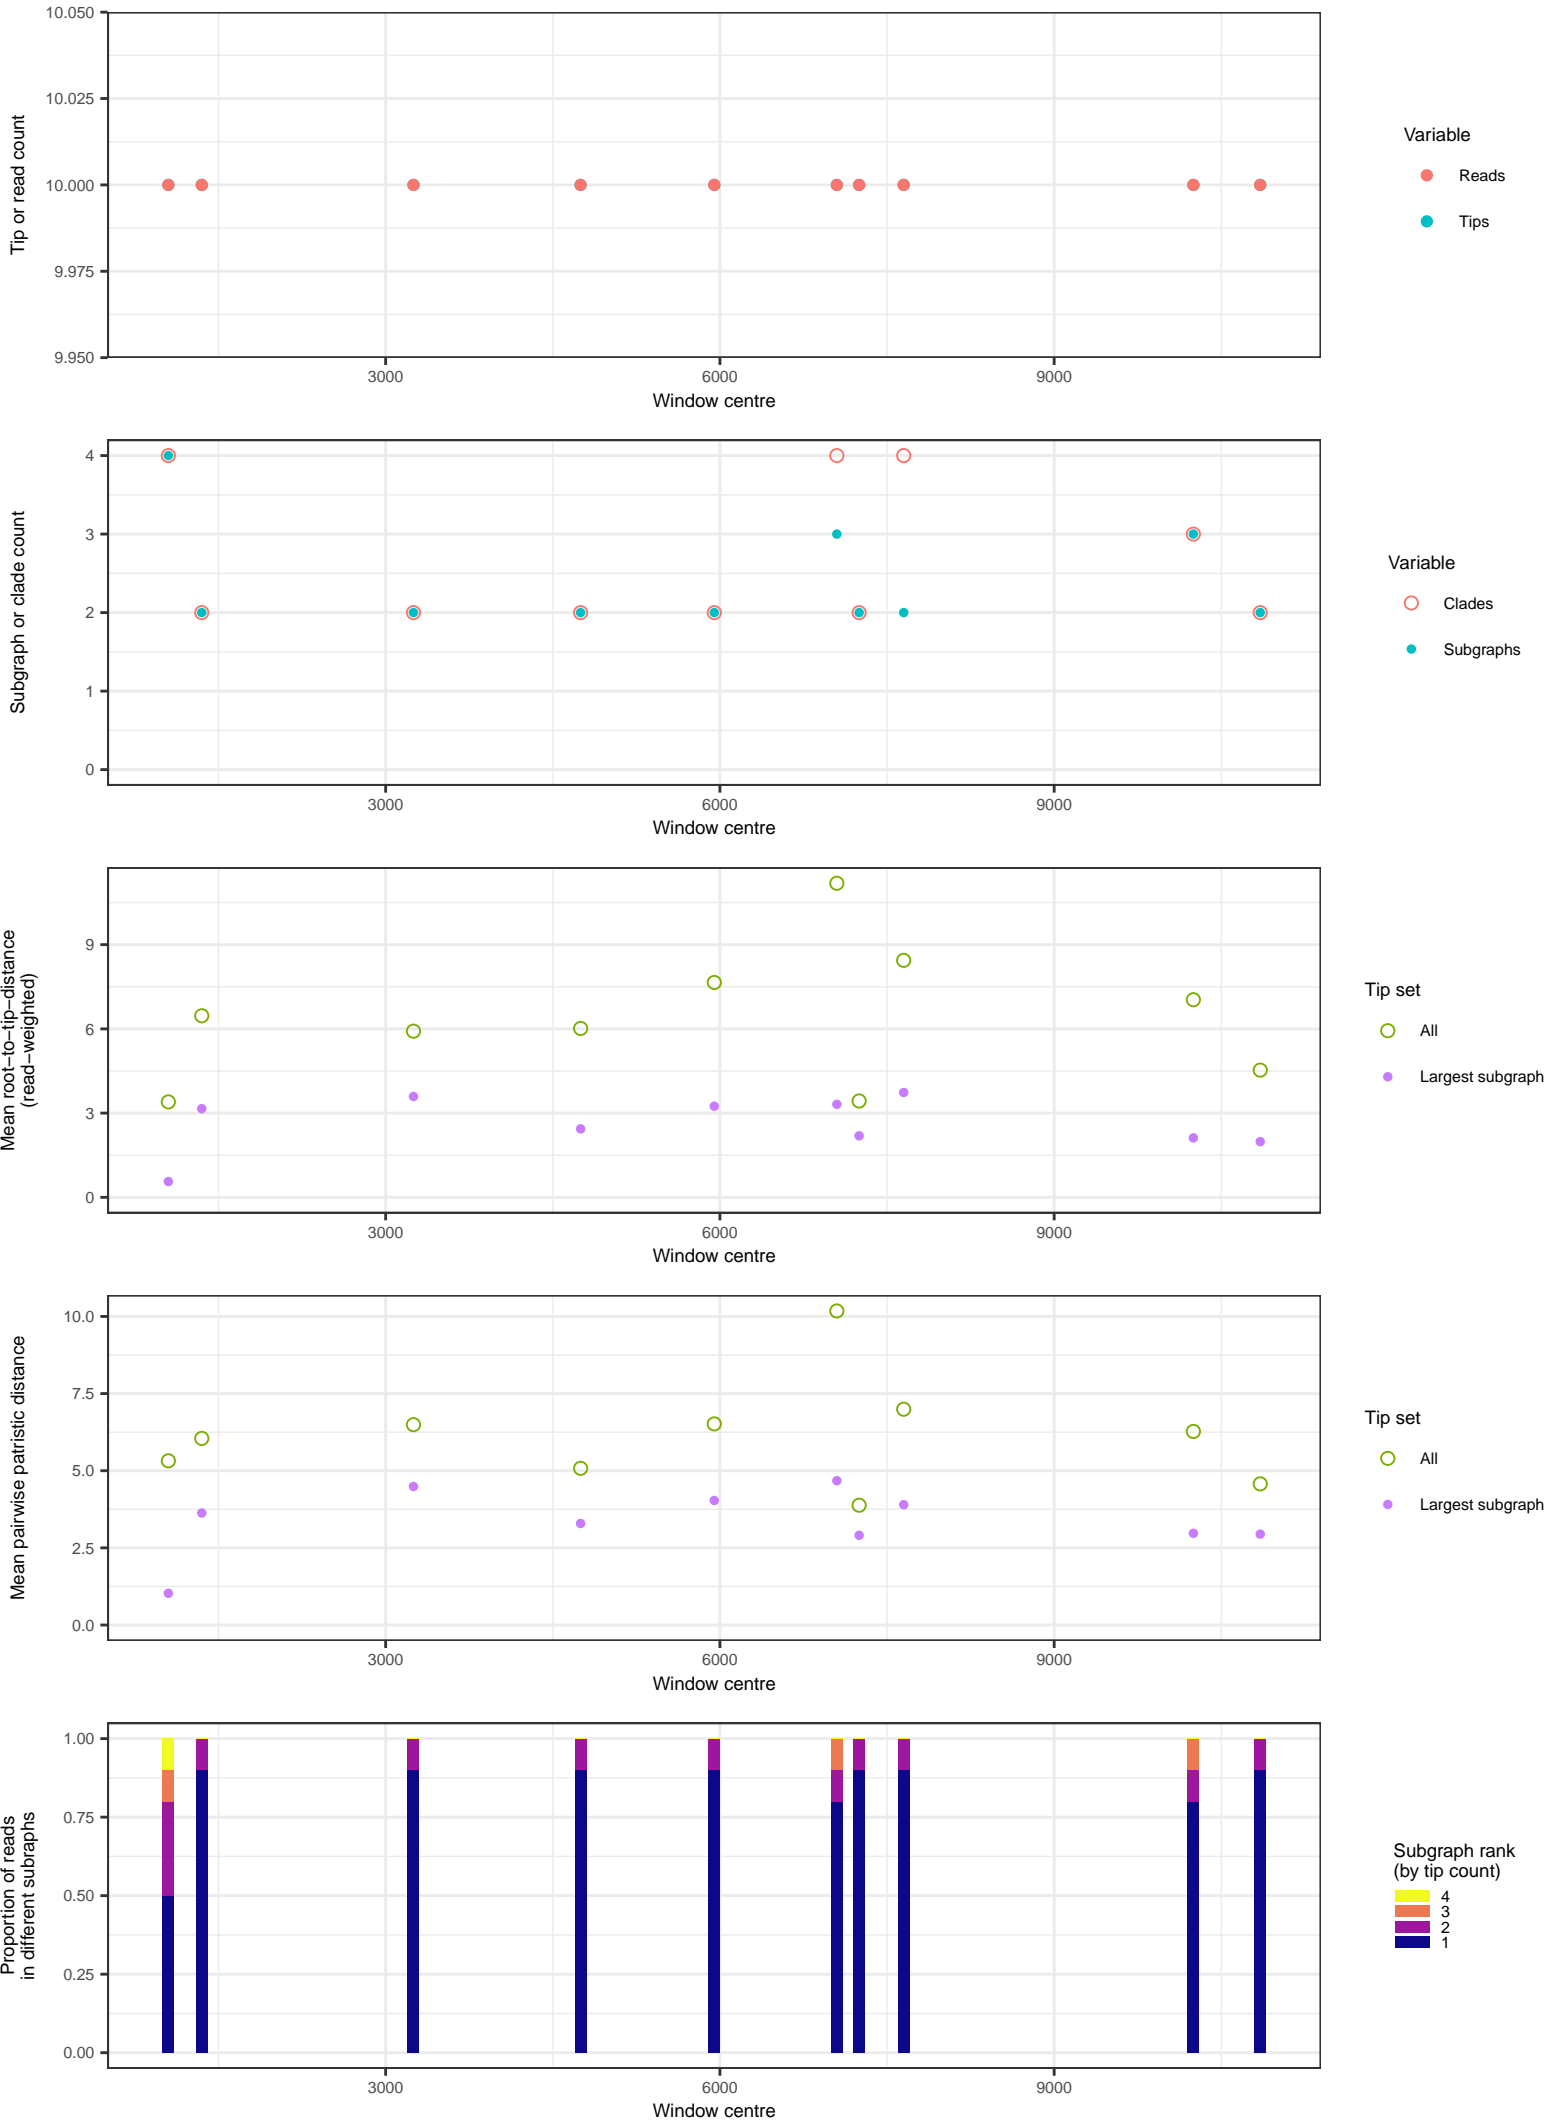 10.050
10.025
10.000
9.975
9.950
Tip or read count
3000 6000 9000
Window centre
Variable
Reads
Tips
4
3
2
1
0
Subgraph or clade count
3000 6000 9000
Window centre
Variable
Clades
Subgraphs
9
6
3
0
Mean root−to−tip−distance
(read−weighted)
3000 6000 9000
Window centre
Tip set
All
Largest subgraph
10.0
7.5
5.0
2.5
0.0
Mean pairwise patristic distance
3000 6000 9000
Window centre
Tip set
All
Largest subgraph
1.00
0.75
0.50
0.25
0.00
Proportion of reads
in different subraphs
3000 6000 9000
Window centre
Subgraph rank
(by tip count)
4
3
2
1